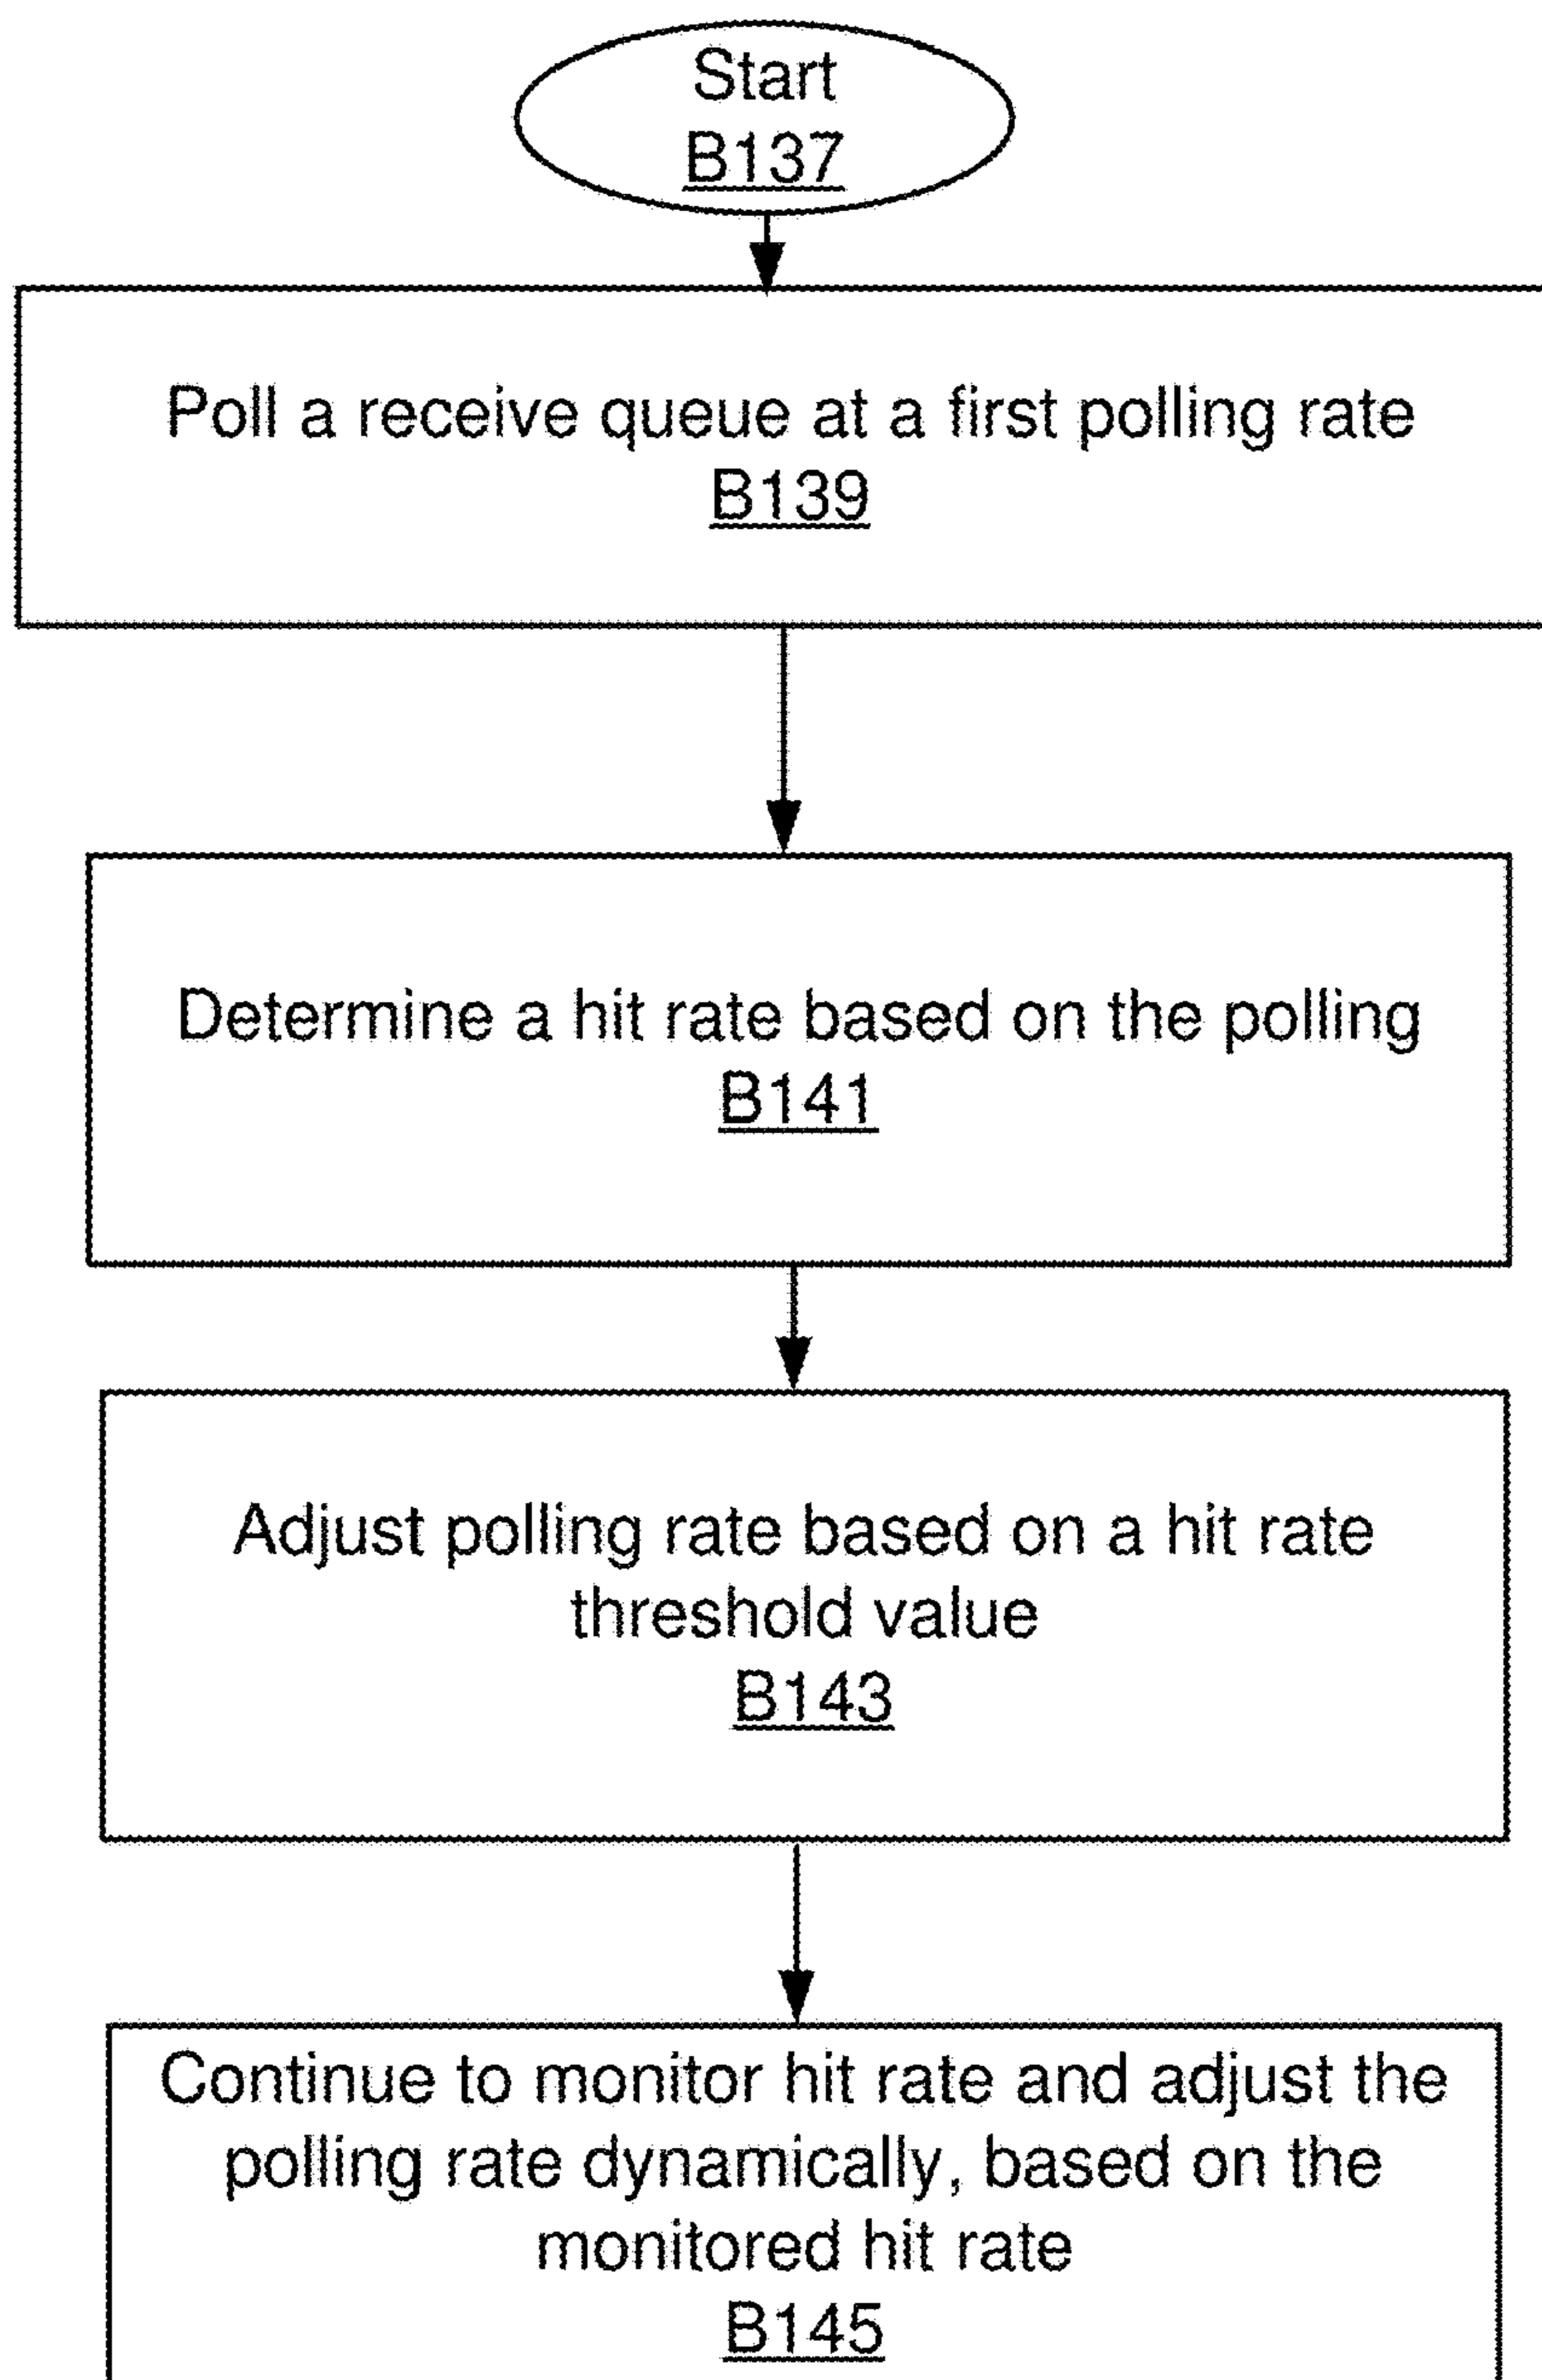 Start
B137
Poll a receive queue at a first polling rate
B139
Determine a hit rate based on the polling
B141
Adjust polling rate based on a hit rate
threshold value
B143
Continue to monitor hit rate and adjust the
polling rate dynamically, based on the
monitored hit rate
B145